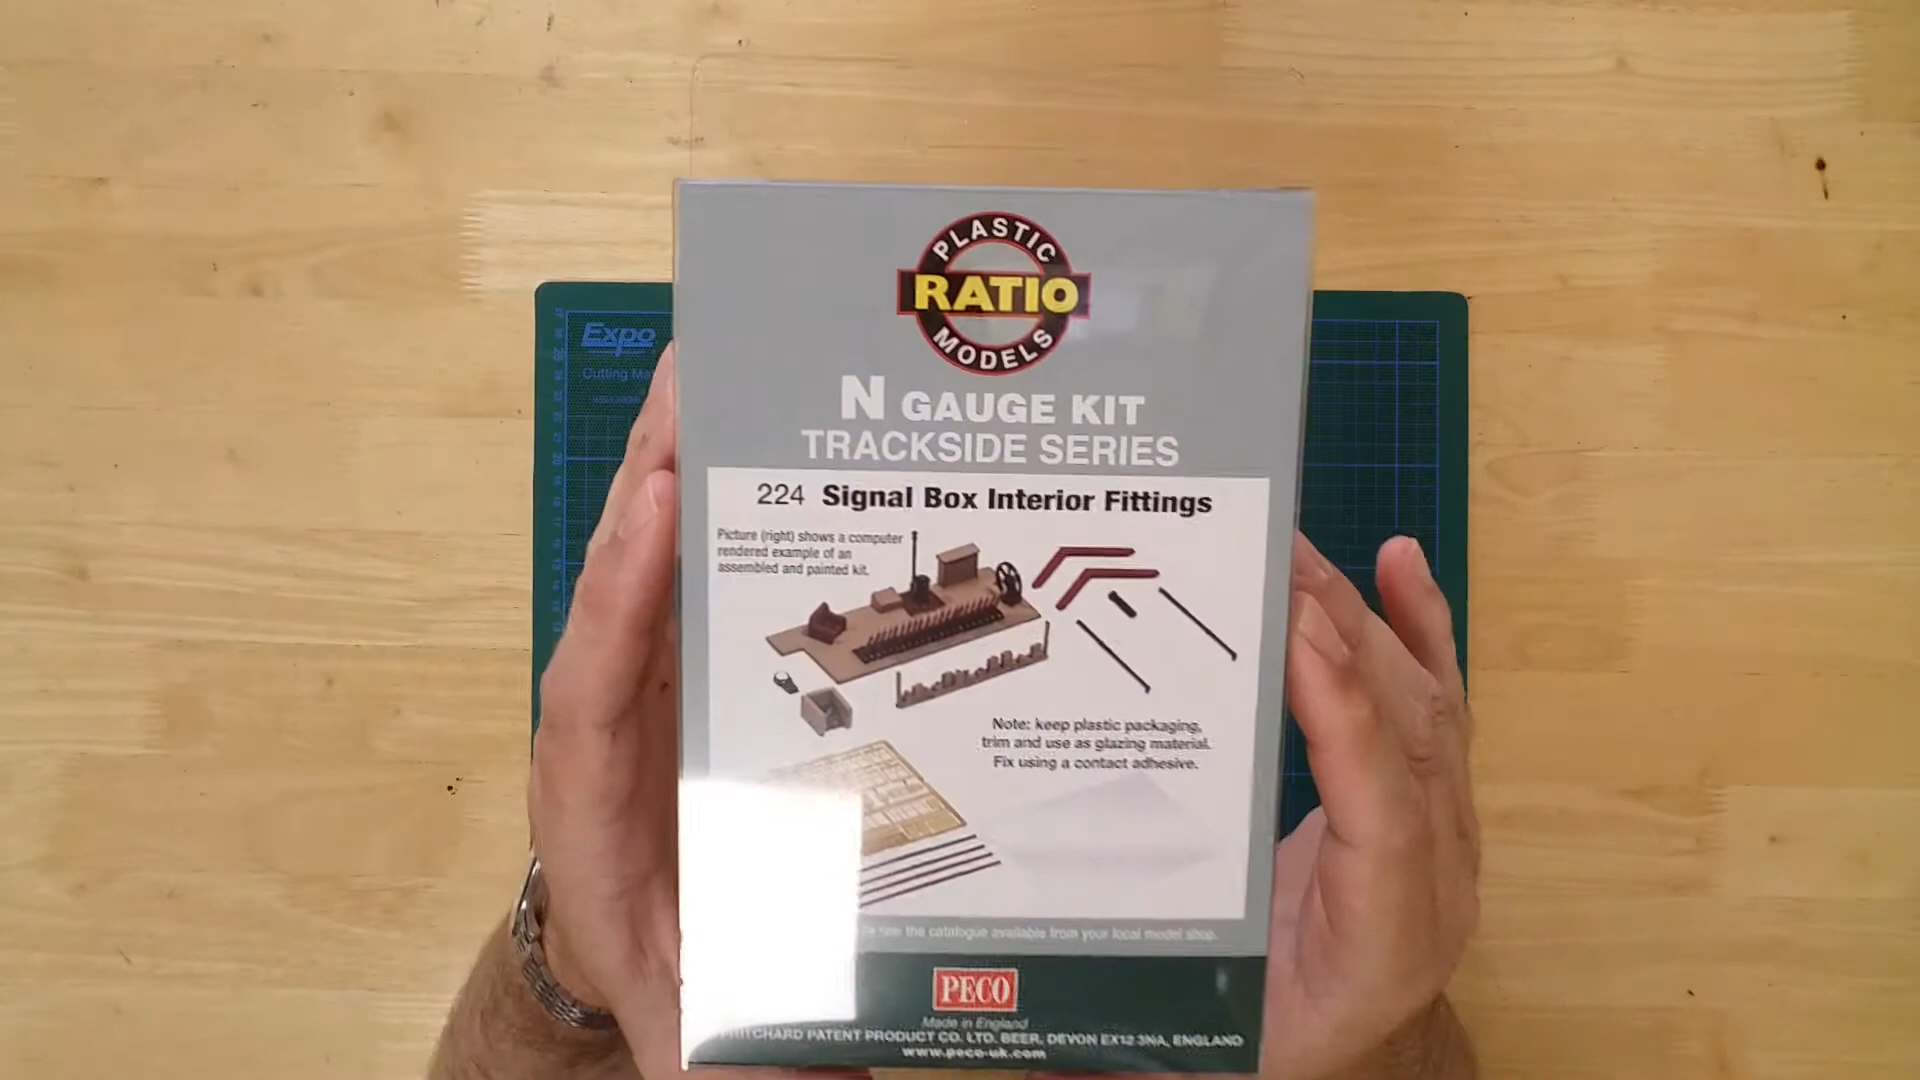 PLASTIC
RATIO
MODELS
N GAUGE KIT
TRACKSIDE SERIES
224 Signal Box Interior Fittings
Picture (right) shows a computer
rendered example of an
assembled and painted kit.
Note: keep plastic packaging,
trim and use as glazing material.
Fix using a contact adhesive.
see the catalogue available from your local model shop.
PECO
Made in England
PRITCHARD PATENT PRODUCT CO. LTD. BEER, DEVON EX12 3NA, ENGLAND
www.peco-uk.com
Expo
Cutting